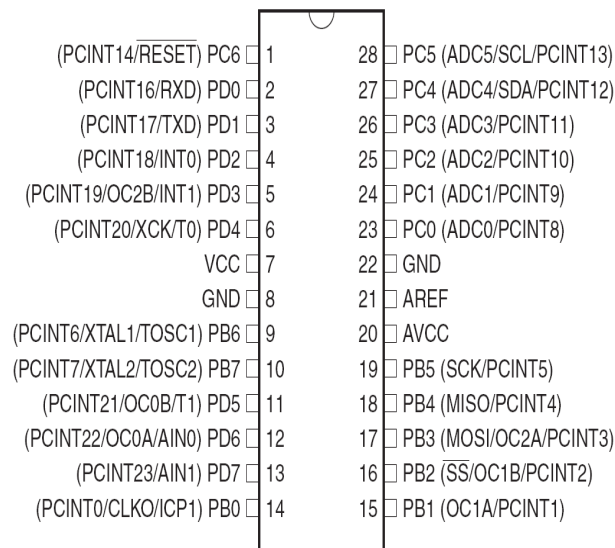 (PCINT14/RESET) PC6 1 28 PC5 (ADC5/SCL/PCINT13)
(PCINT16/RXD) PD0 2 27 PC4 (ADC4/SDA/PCINT12)
(PCINT17/TXD) PD1 3 26 PC3 (ADC3/PCINT11)
(PCINT18/INT0) PD2 4 25 PC2 (ADC2/PCINT10)
(PCINT19/OC2B/INT1) PD3 5 24 PC1 (ADC1/PCINT9)
(PCINT20/XCK/T0) PD4 6 23 PC0 (ADC0/PCINT8)
VCC 7 22 GND
GND 8 21 AREF
(PCINT6/XTAL1/TOSC1) PB6 9 20 AVCC
(PCINT7/XTAL2/TOSC2) PB7 10 19 PB5 (SCK/PCINT5)
(PCINT21/OC0B/T1) PD5 11 18 PB4 (MISO/PCINT4)
(PCINT22/OC0A/AIN0) PD6 12 17 PB3 (MOSI/OC2A/PCINT3)
(PCINT23/AIN1) PD7 13 16 PB2 (SS/OC1B/PCINT2)
(PCINT0/CLKO/ICP1) PB0 14 15 PB1 (OC1A/PCINT1)